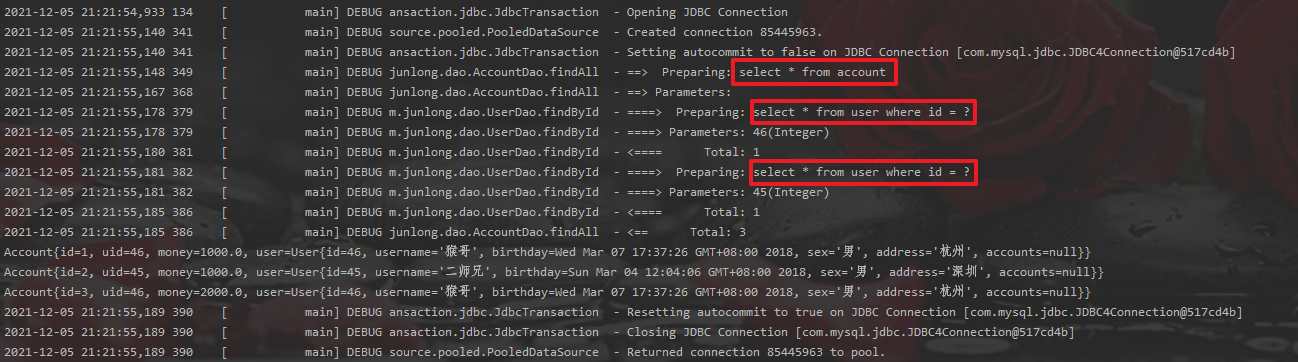 2021-12-05 21:21:54,933 134    [           main] DEBUG ansaction.jdbc.JdbcTransaction  - Opening JDBC Connection
2021-12-05 21:21:55,140 341    [           main] DEBUG source.pooled.PooledDataSource  - Created connection 85445963.
2021-12-05 21:21:55,140 341    [           main] DEBUG ansaction.jdbc.JdbcTransaction  - Setting autocommit to false on JDBC Connection [com.mysql.jdbc.JDBC4Connection@517cd4b]
2021-12-05 21:21:55,148 349    [           main] DEBUG junlong.dao.AccountDao.findAll  - ==>  Preparing: select * from account
2021-12-05 21:21:55,167 368    [           main] DEBUG junlong.dao.AccountDao.findAll  - ==> Parameters:
2021-12-05 21:21:55,178 379    [           main] DEBUG m.junlong.dao.UserDao.findById  - ====>  Preparing: select * from user where id = ?
2021-12-05 21:21:55,178 379    [           main] DEBUG m.junlong.dao.UserDao.findById  - ====> Parameters: 46(Integer)
2021-12-05 21:21:55,180 381    [           main] DEBUG m.junlong.dao.UserDao.findById  - <====      Total: 1
2021-12-05 21:21:55,181 382    [           main] DEBUG m.junlong.dao.UserDao.findById  - ====>  Preparing: select * from user where id = ?
2021-12-05 21:21:55,181 382    [           main] DEBUG m.junlong.dao.UserDao.findById  - ====> Parameters: 45(Integer)
2021-12-05 21:21:55,185 386    [           main] DEBUG m.junlong.dao.UserDao.findById  - <====      Total: 1
2021-12-05 21:21:55,185 386    [           main] DEBUG junlong.dao.AccountDao.findAll  - <==      Total: 3
Account{id=1, uid=46, money=1000.0, user=User{id=46, username='猴哥', birthday=Wed Mar 07 17:37:26 GMT+08:00 2018, sex='男', address='杭州', accounts=null}}
Account{id=2, uid=45, money=1000.0, user=User{id=45, username='二师兄', birthday=Sun Mar 04 12:04:06 GMT+08:00 2018, sex='男', address='深圳', accounts=null}}
Account{id=3, uid=46, money=2000.0, user=User{id=46, username='猴哥', birthday=Wed Mar 07 17:37:26 GMT+08:00 2018, sex='男', address='杭州', accounts=null}}
2021-12-05 21:21:55,189 390    [           main] DEBUG ansaction.jdbc.JdbcTransaction  - Resetting autocommit to true on JDBC Connection [com.mysql.jdbc.JDBC4Connection@517cd4b]
2021-12-05 21:21:55,189 390    [           main] DEBUG ansaction.jdbc.JdbcTransaction  - Closing JDBC Connection [com.mysql.jdbc.JDBC4Connection@517cd4b]
2021-12-05 21:21:55,189 390    [           main] DEBUG source.pooled.PooledDataSource  - Returned connection 85445963 to pool.